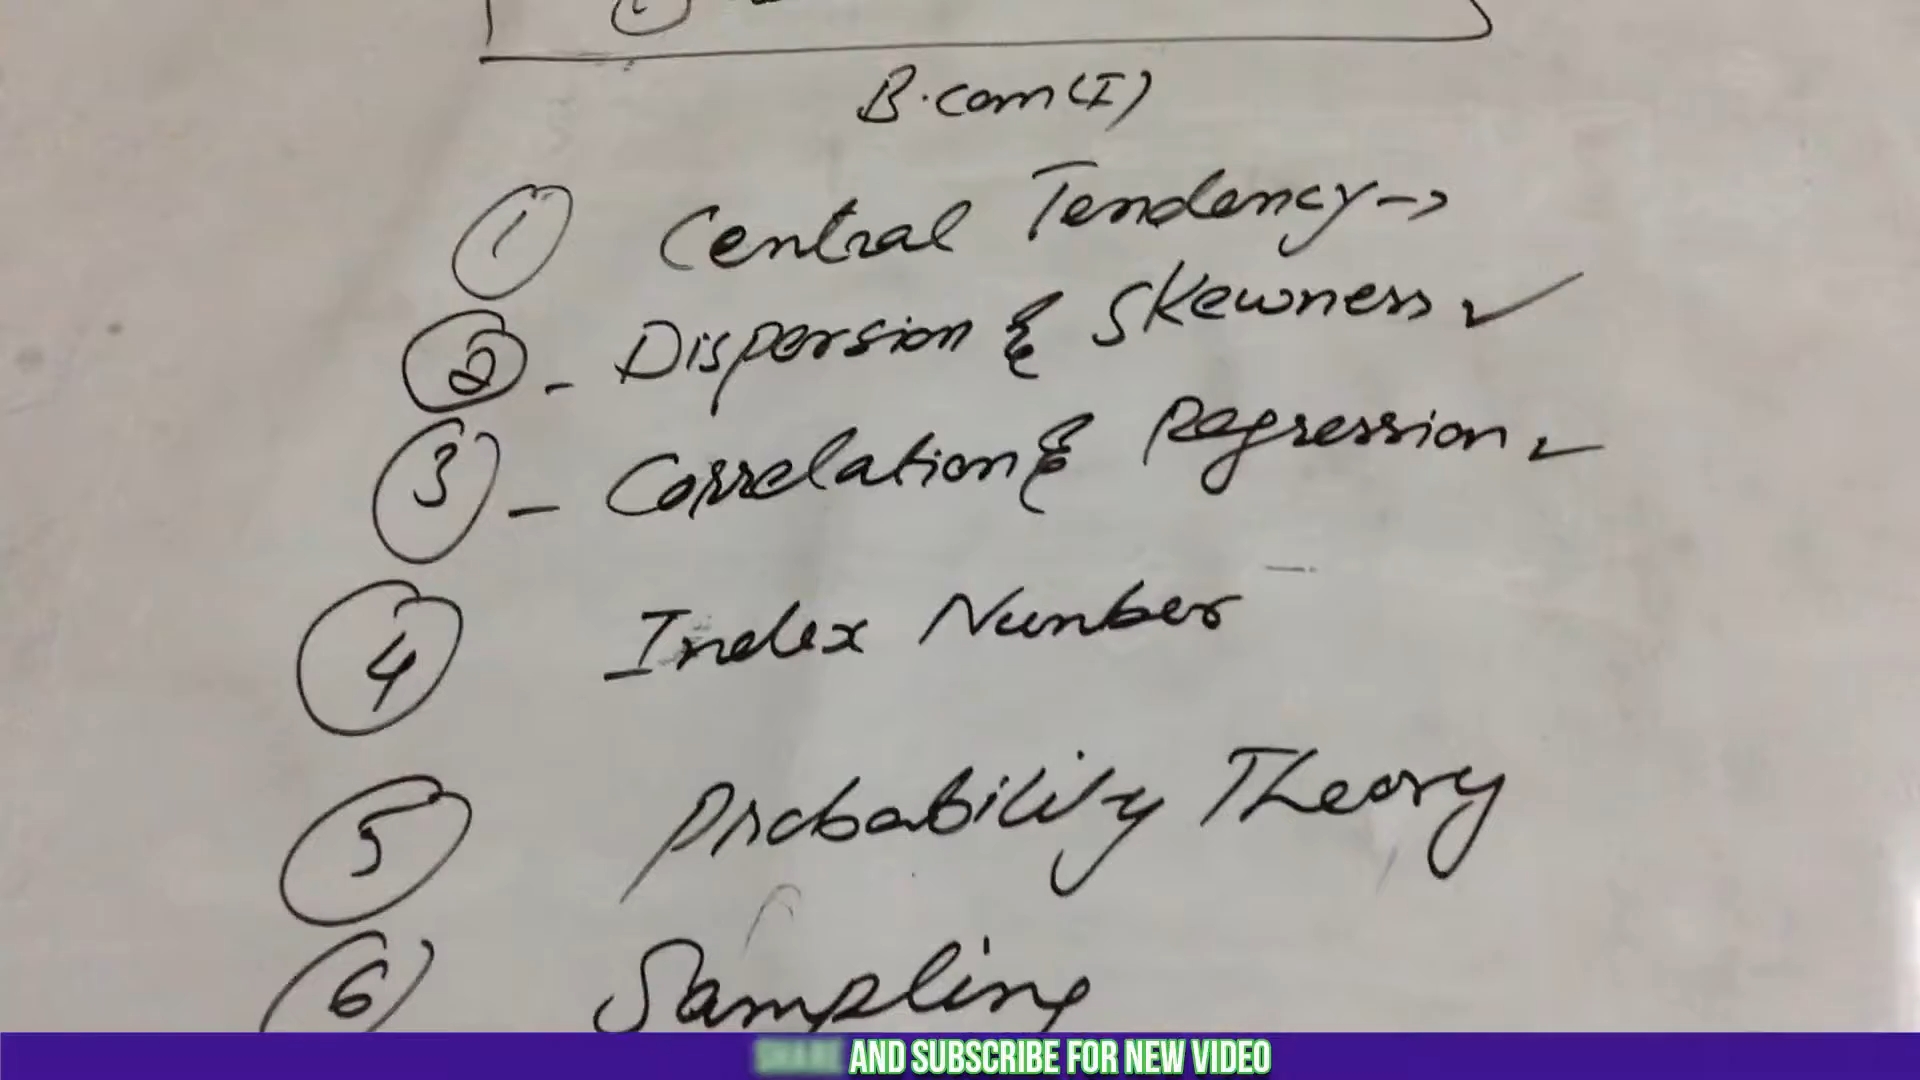 B.com (I)
① Central Tendency →
② - Dispersion & Skewness ✓
③ - Correlation & Regression ✓
④ Index Number
⑤ Probability Theory
⑥ Sampling
SHARE AND SUBSCRIBE FOR NEW VIDEO